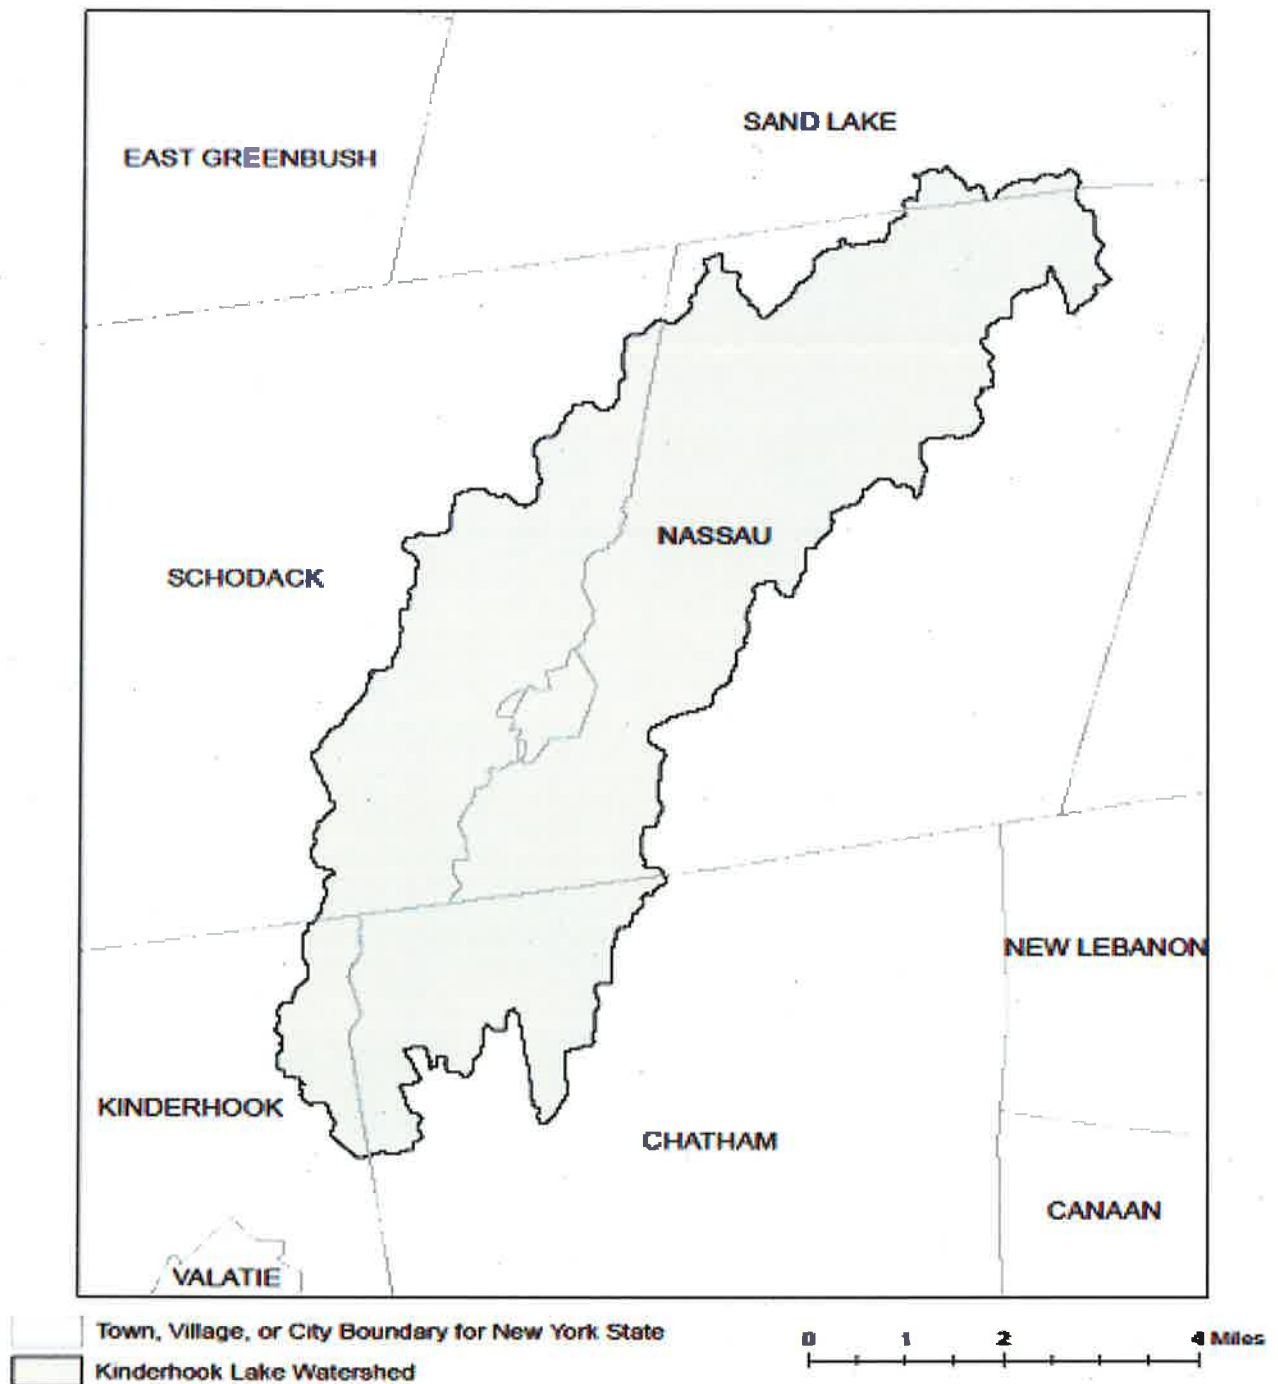 SAND LAKE
EAST GREENBUSH
NASSAU
SCHODACK
NEW LEBANON
KINDERHOOK
CHATHAM
CANAAN
VALATIE
Town, Village, or City Boundary for New York State
Kinderhook Lake Watershed
0 1 2 4 Miles